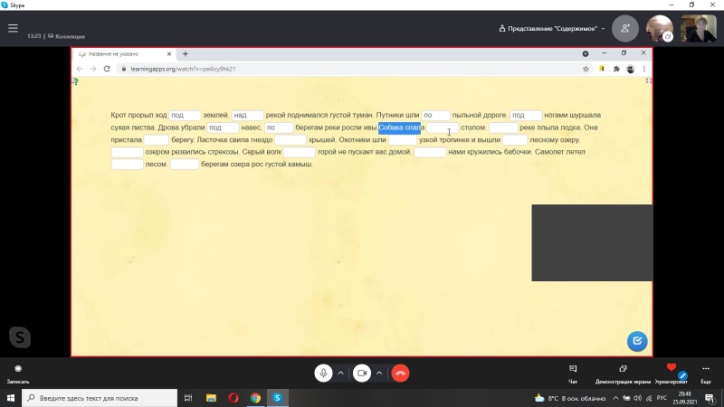 Skype
13:23 | Коллекция
Представление "Содержимое"
Название не указано
learningapps.org/watch?v=pei6cy9h621
Крот прорыл ход под землей. над рекой поднимался густой туман. Путники шли по пыльной дороге. под ногами шуршала
сухая листва. Дрова убрали под навес. по берегам реки росли ивы. Собака спала столом. реке плыла лодка. Она
пристала берегу. Ласточка свила гнездо крышей. Охотники шли узкой тропинке и вышли лесному озеру.
озером резвились стрекозы. Серый волк горой не пускает вас домой. нами кружились бабочки. Самолет летел
лесом. берегам озера рос густой камыш.
Записать
Чат
Демонстрация экрана
Реагировать
Еще
Введите здесь текст для поиска
8°C В осн. облачно
РУС
20:48
25.09.2021